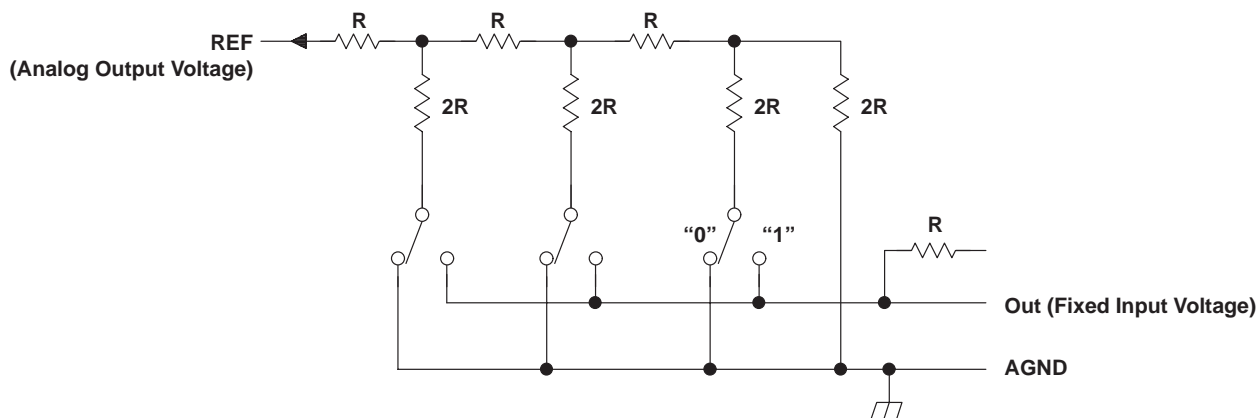 R
R
R
REF
(Analog Output Voltage)
2R
2R
2R
2R
“0”
“1”
R
Out (Fixed Input Voltage)
AGND